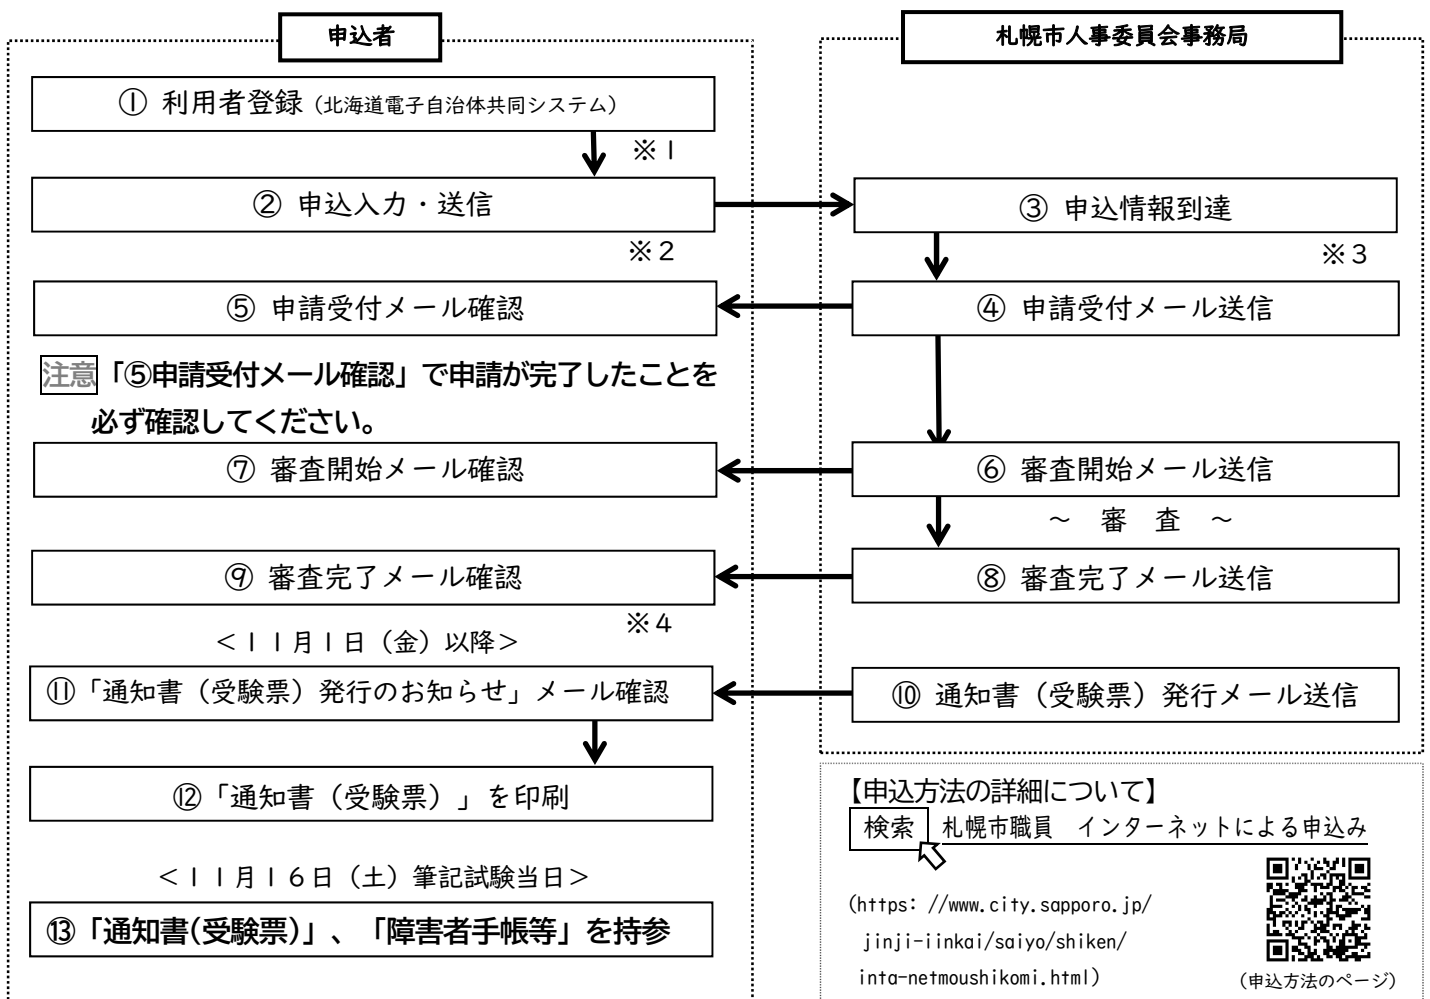 申込者
札幌市人事委員会事務局
① 利用者登録（北海道電子自治体共同システム）
※１
② 申込入力・送信
③ 申込情報到達
※２
※３
⑤ 申請受付メール確認
④ 申請受付メール送信
注意「⑤申請受付メール確認」で申請が完了したことを
必ず確認してください。
⑦ 審査開始メール確認
⑥ 審査開始メール送信
～　審　査　～
⑨ 審査完了メール確認
⑧ 審査完了メール送信
※４
＜１１月１日（金）以降＞
⑪「通知書（受験票）発行のお知らせ」メール確認
⑩ 通知書（受験票）発行メール送信
⑫「通知書（受験票）」を印刷
＜１１月１６日（土）筆記試験当日＞
⑬「通知書(受験票)」、「障害者手帳等」を持参
【申込方法の詳細について】
検索　札幌市職員　インターネットによる申込み
(https: //www.city.sapporo.jp/
jinji-iinkai/saiyo/shiken/
inta-netmoushikomi.html)
（申込方法のページ）